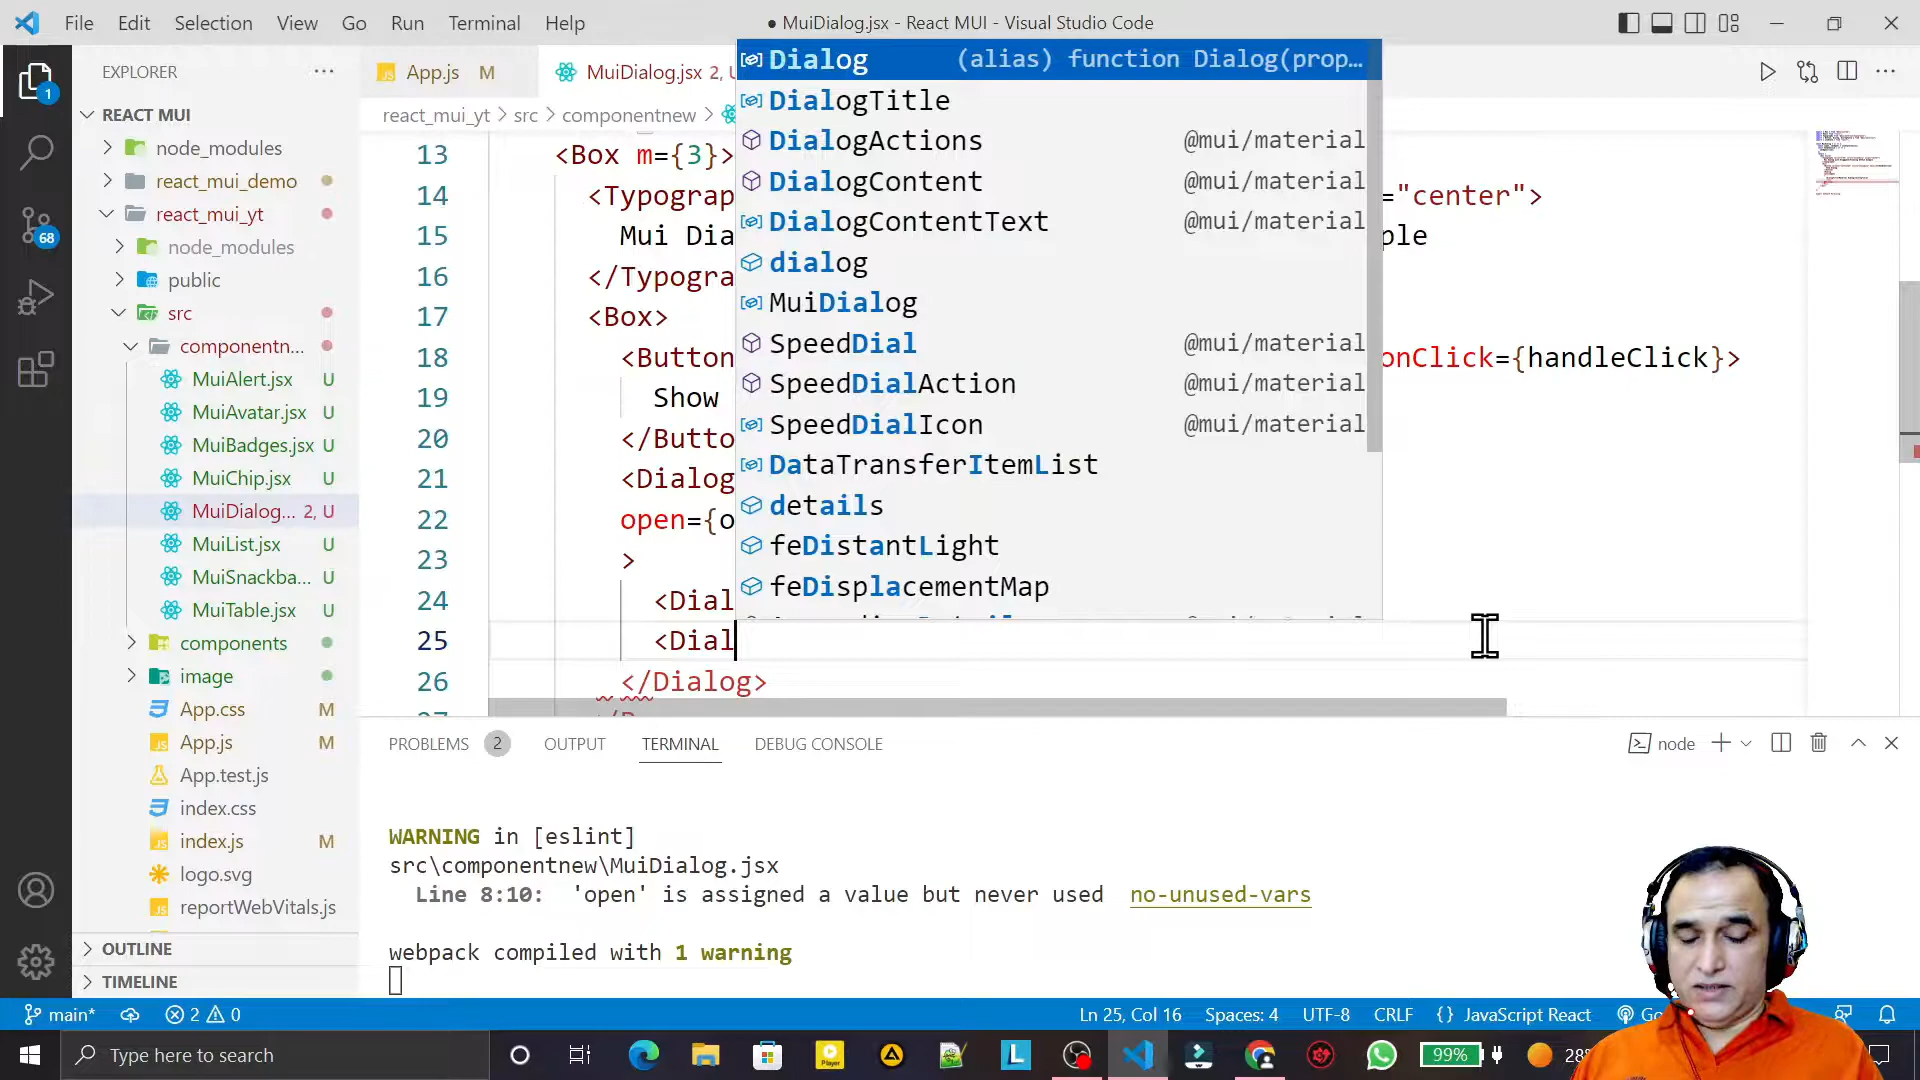 File Edit Selection View Go Run Terminal Help
● MuiDialog.jsx - React MUI - Visual Studio Code
EXPLORER
App.js M
MuiDialog.jsx 2, U
REACT MUI
node_modules
react_mui_demo
react_mui_yt
node_modules
public
src
componentn...
MuiAlert.jsx U
MuiAvatar.jsx U
MuiBadges.jsx U
MuiChip.jsx U
MuiDialog... 2, U
MuiList.jsx U
MuiSnackba... U
MuiTable.jsx U
components
image
App.css M
App.js M
App.test.js
index.css
index.js M
logo.svg
reportWebVitals.js
OUTLINE
TIMELINE
1
68
react_mui_yt > src > componentnew >
13 <Box m={3}>
14 <Typograp ="center">
15 Mui Dia ple
16 </Typogra
17 <Box>
18 <Button onClick={handleClick}>
19 Show
20 </Butto
21 <Dialog
22 open={o
23 >
24 <Dial
25 <Dial
26 </Dialog>
Dialog (alias) function Dialog(prop...
DialogTitle
DialogActions @mui/material
DialogContent @mui/material
DialogContentText @mui/material
dialog
MuiDialog
SpeedDial @mui/material
SpeedDialAction @mui/material
SpeedDialIcon @mui/material
DataTransferItemList
details
feDistantLight
feDisplacementMap
PROBLEMS 2 OUTPUT TERMINAL DEBUG CONSOLE
node
WARNING in [eslint]
src\componentnew\MuiDialog.jsx
Line 8:10: 'open' is assigned a value but never used no-unused-vars
webpack compiled with 1 warning
main* 2 0
Ln 25, Col 16 Spaces: 4 UTF-8 CRLF {} JavaScript React
Type here to search
Player
L
99%